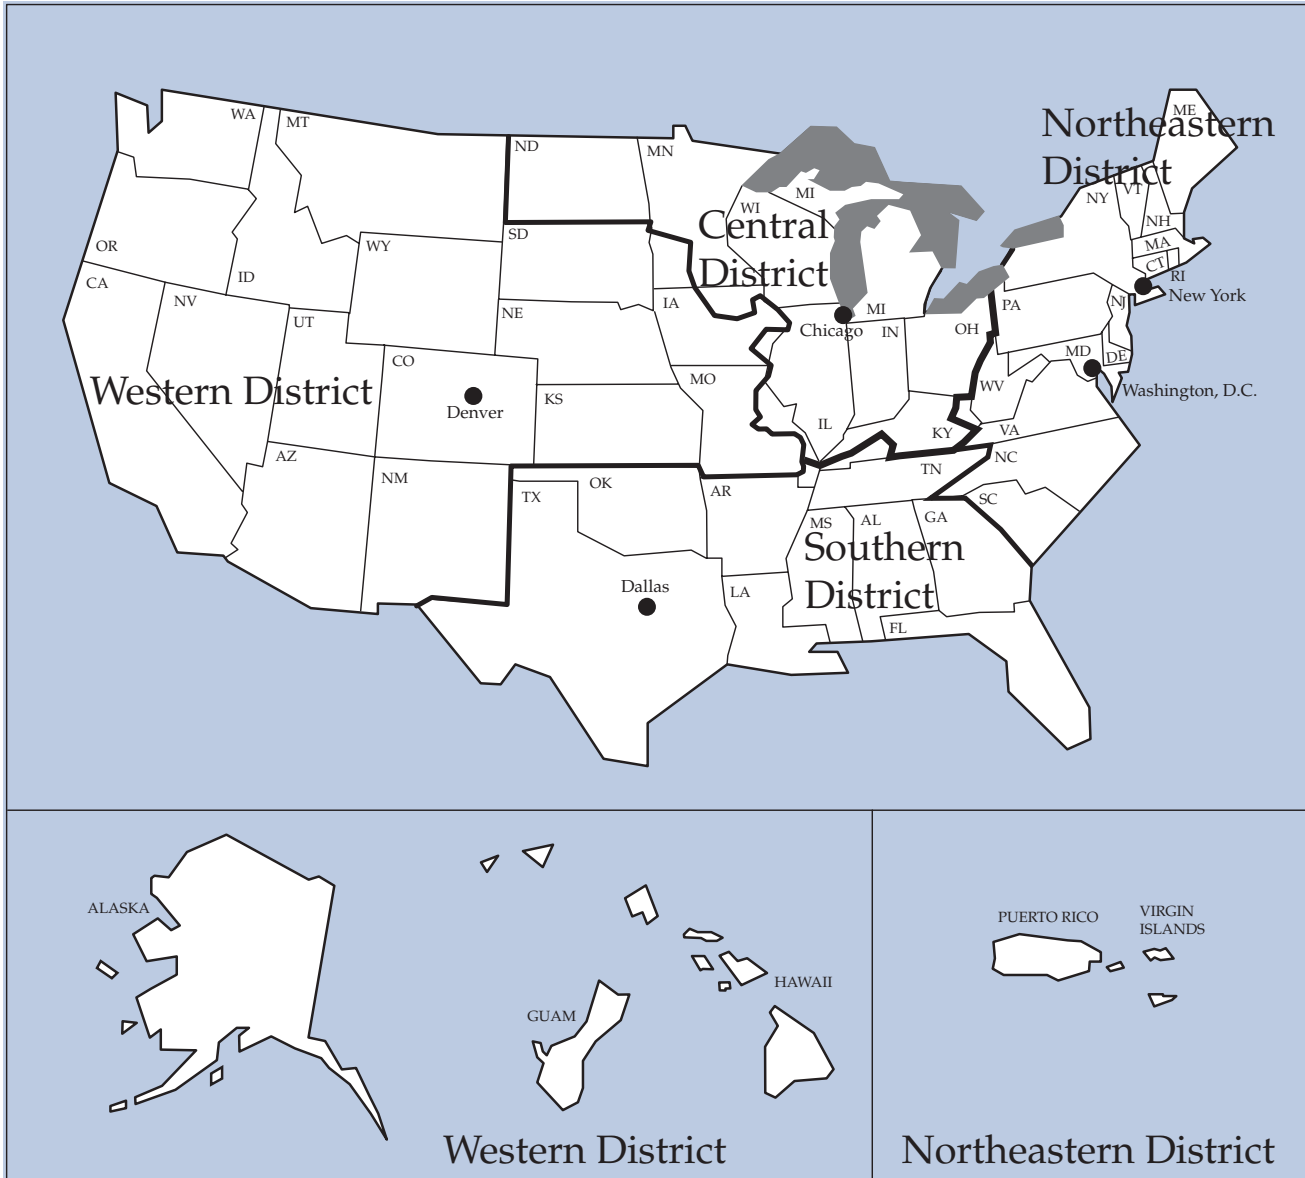 Northeastern
District
ME
WA
MT
ND
MN
NY
VT
NH
MA
CT
RI
New York
WI
MI
Central
District
OR
ID
WY
SD
CA
NV
UT
NE
IA
Chicago
MI
IN
OH
PA
NJ
MD
DE
Washington, D.C.
Western District
CO
Denver
KS
MO
IL
KY
WV
VA
AZ
NM
TX
OK
AR
TN
NC
SC
MS
AL
GA
Southern
District
Dallas
LA
FL
ALASKA
GUAM
HAWAII
Western District
PUERTO RICO
VIRGIN
ISLANDS
Northeastern District